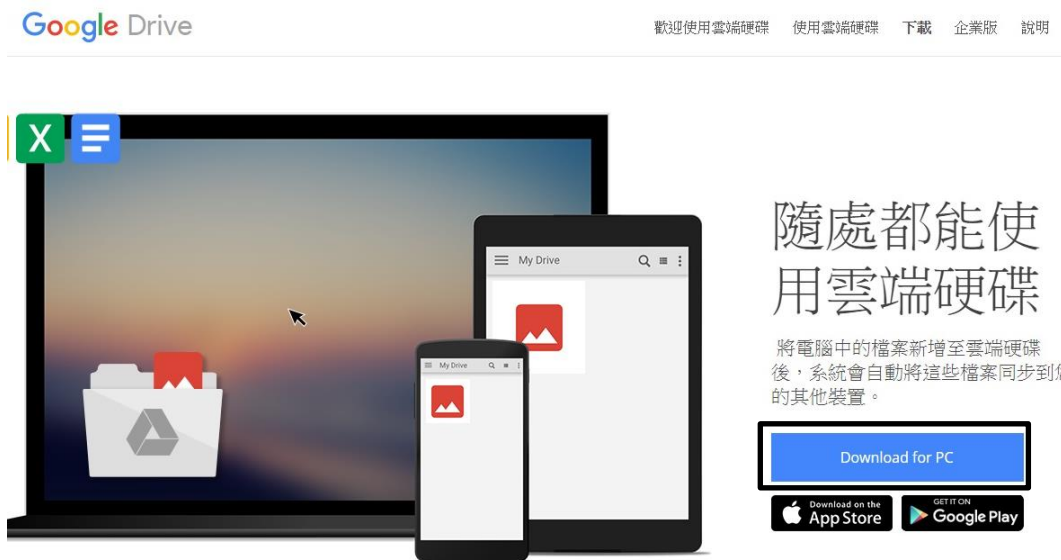 Google Drive
歡迎使用雲端硬碟 使用雲端硬碟 下載 企業版 說明
X
My Drive
My Drive
隨處都能使
用雲端硬碟
將電腦中的檔案新增至雲端硬碟
後，系統會自動將這些檔案同步到
的其他裝置。
Download for PC
Download on the
App Store
GET IT ON
Google Play